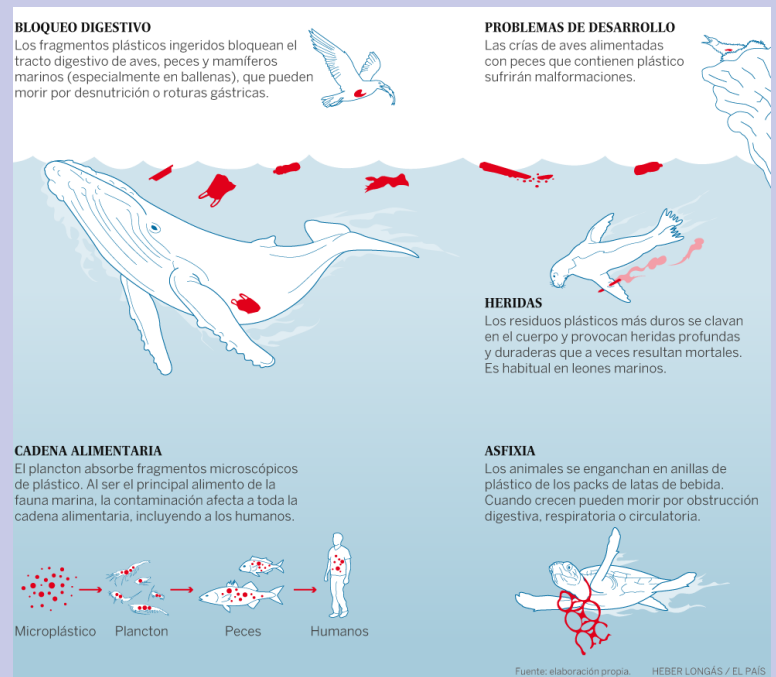 BLOQUEO DIGESTIVO
Los fragmentos plásticos ingeridos bloquean el
tracto digestivo de aves, peces y mamíferos
marinos (especialmente en ballenas), que pueden
morir por desnutrición o roturas gástricas.
PROBLEMAS DE DESARROLLO
Las crías de aves alimentadas
con peces que contienen plástico
sufrirán malformaciones.
HERIDAS
Los residuos plásticos más duros se clavan
en el cuerpo y provocan heridas profundas
y duraderas que a veces resultan mortales.
Es habitual en leones marinos.
CADENA ALIMENTARIA
El plancton absorbe fragmentos microscópicos
de plástico. Al ser el principal alimento de la
fauna marina, la contaminación afecta a toda la
cadena alimentaria, incluyendo a los humanos.
Microplástico Plancton Peces Humanos
ASFIXIA
Los animales se enganchan en anillas de
plástico de los packs de latas de bebida.
Cuando crecen pueden morir por obstrucción
digestiva, respiratoria o circulatoria.
Fuente: elaboración propia. HEBER LONGÁS / EL PAÍS